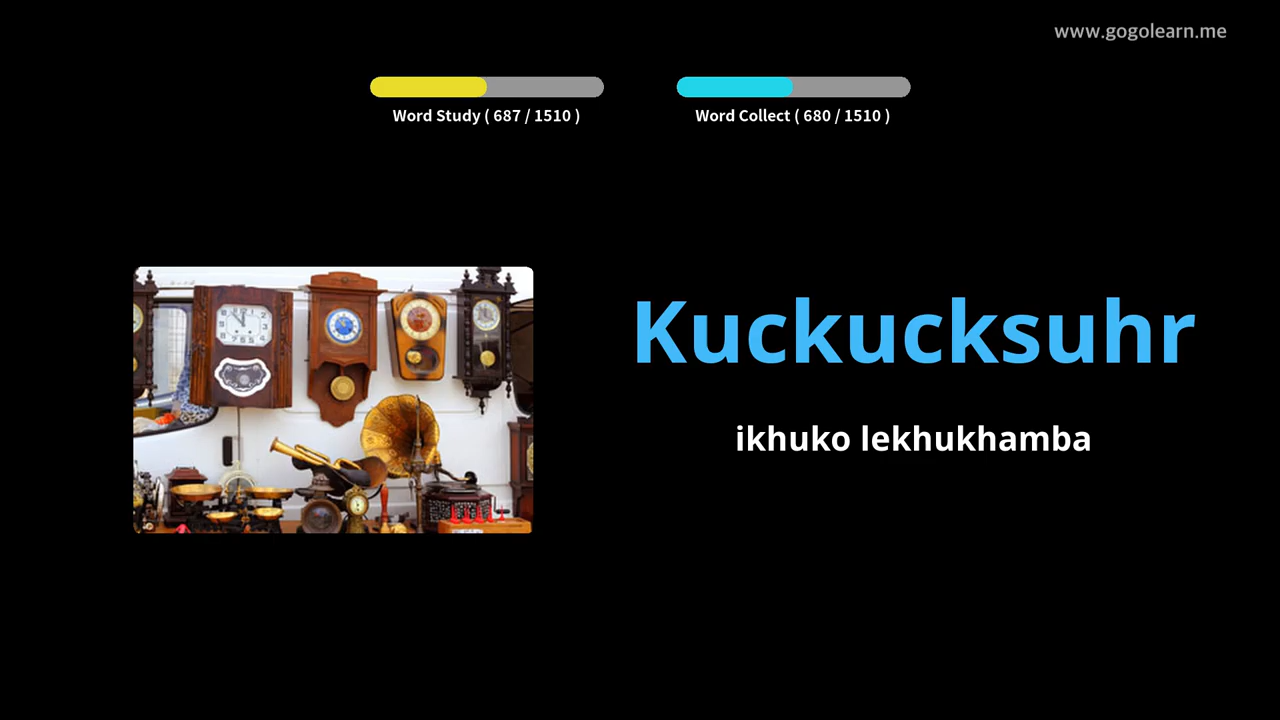 www.gogolearn.me
Word Study ( 687 / 1510 )
Word Collect ( 680 / 1510 )
Kuckucksuhr
ikhuko lekhukhamba